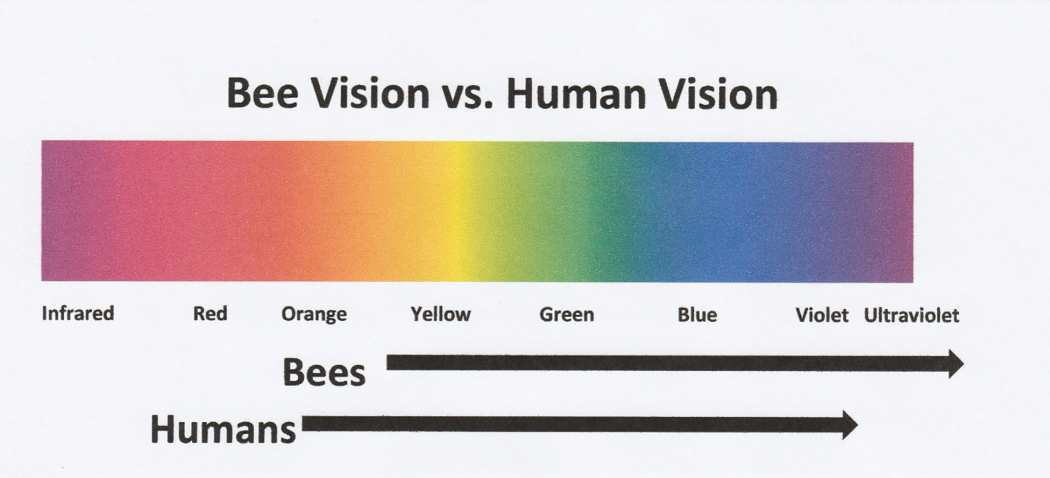 Bee Vision vs. Human Vision
Infrared Red Orange Yellow Green Blue Violet Ultraviolet
Bees
Humans